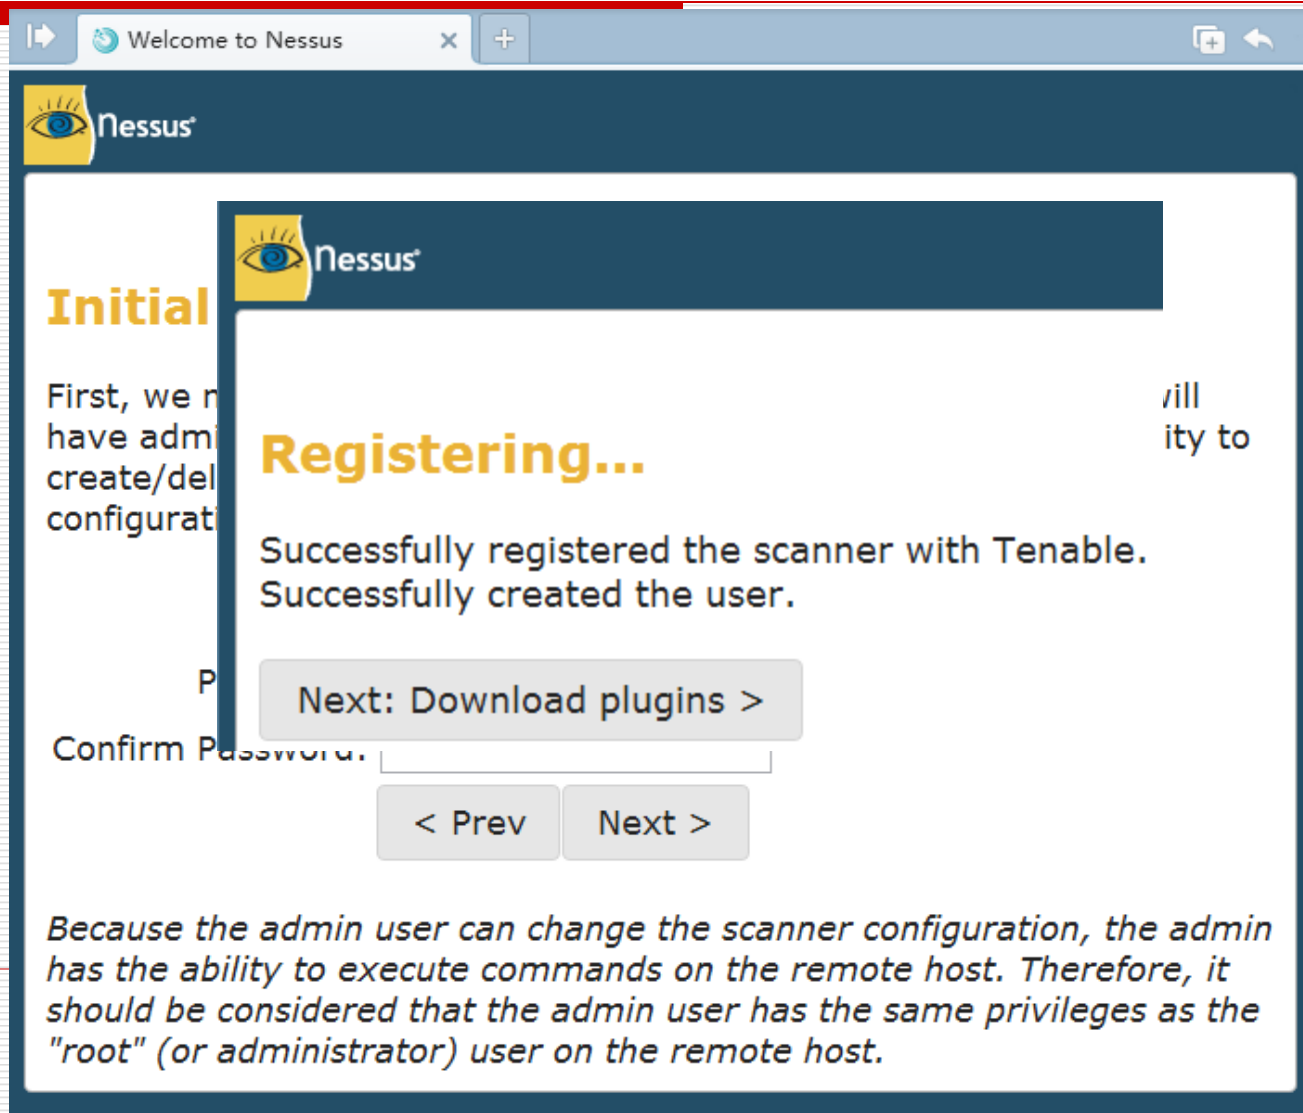 Welcome to Nessus
Nessus
Nessus
Initial
Registering...
First, we
will
have
ity to
create/del
configurat
Successfully registered the scanner with Tenable.
Successfully created the user.
Next: Download plugins >
P
Confirm Password:
< Prev Next >
Because the admin user can change the scanner configuration, the admin
has the ability to execute commands on the remote host. Therefore, it
should be considered that the admin user has the same privileges as the
"root" (or administrator) user on the remote host.